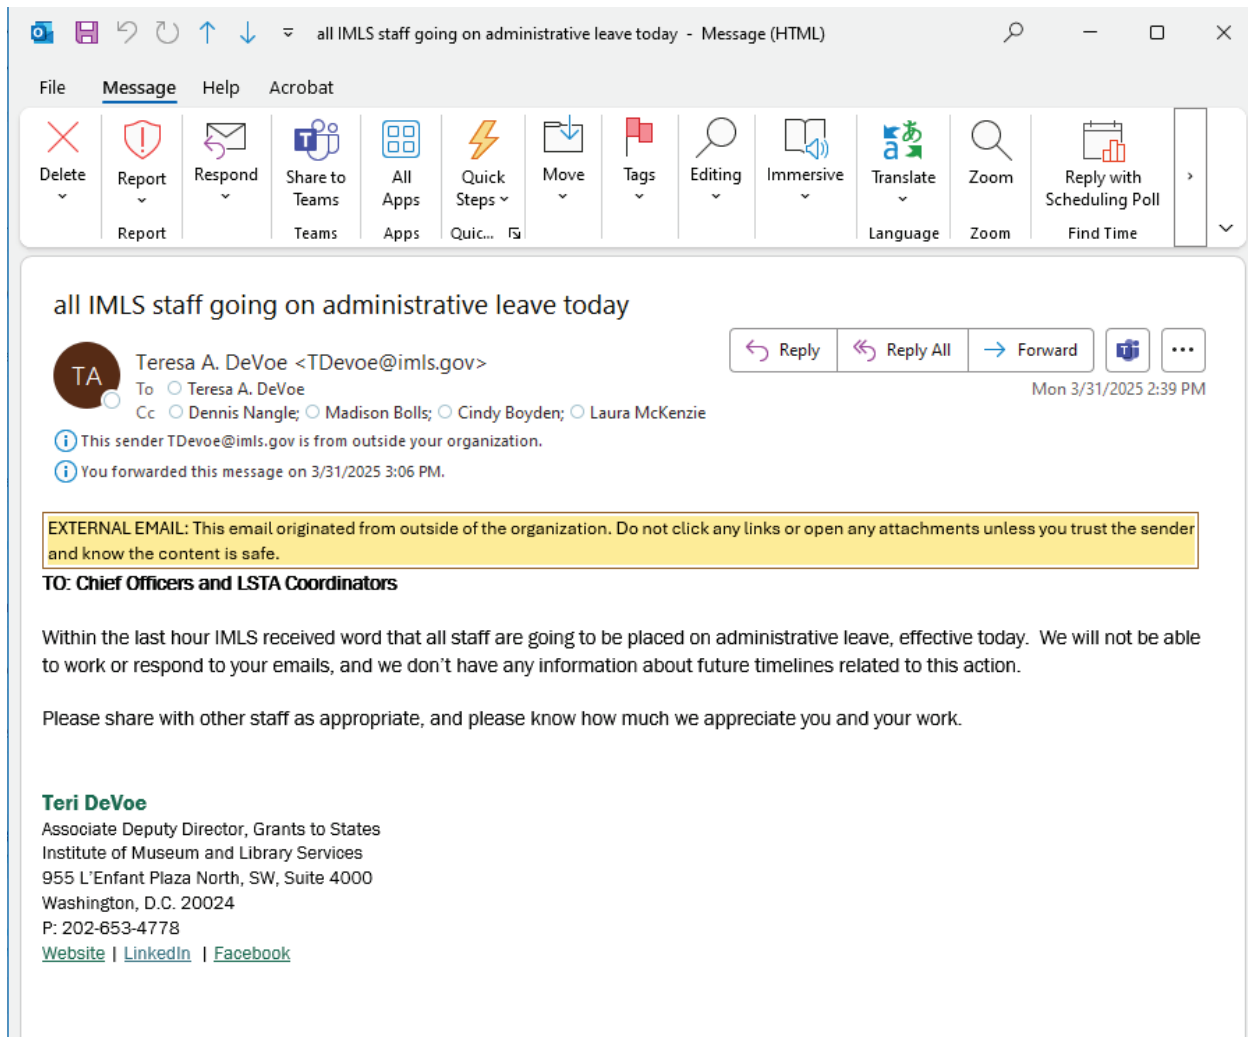 all IMLS staff going on administrative leave today - Message (HTML)
File Message Help Acrobat
Delete
Report
Respond
Share to Teams
All Apps
Quick Steps
Move
Tags
Editing
Immersive
Translate
Zoom
Reply with Scheduling Poll
Report Teams Apps Quic... Language Zoom Find Time
all IMLS staff going on administrative leave today
TA
Teresa A. DeVoe <TDevoe@imls.gov>
To Teresa A. DeVoe
Cc Dennis Nangle; Madison Bolls; Cindy Boyden; Laura McKenzie
Reply Reply All Forward
Mon 3/31/2025 2:39 PM
This sender TDevoe@imls.gov is from outside your organization.
You forwarded this message on 3/31/2025 3:06 PM.
EXTERNAL EMAIL: This email originated from outside of the organization. Do not click any links or open any attachments unless you trust the sender
and know the content is safe.
TO: Chief Officers and LSTA Coordinators
Within the last hour IMLS received word that all staff are going to be placed on administrative leave, effective today. We will not be able
to work or respond to your emails, and we don't have any information about future timelines related to this action.
Please share with other staff as appropriate, and please know how much we appreciate you and your work.
Teri DeVoe
Associate Deputy Director, Grants to States
Institute of Museum and Library Services
955 L'Enfant Plaza North, SW, Suite 4000
Washington, D.C. 20024
P: 202-653-4778
Website | LinkedIn | Facebook